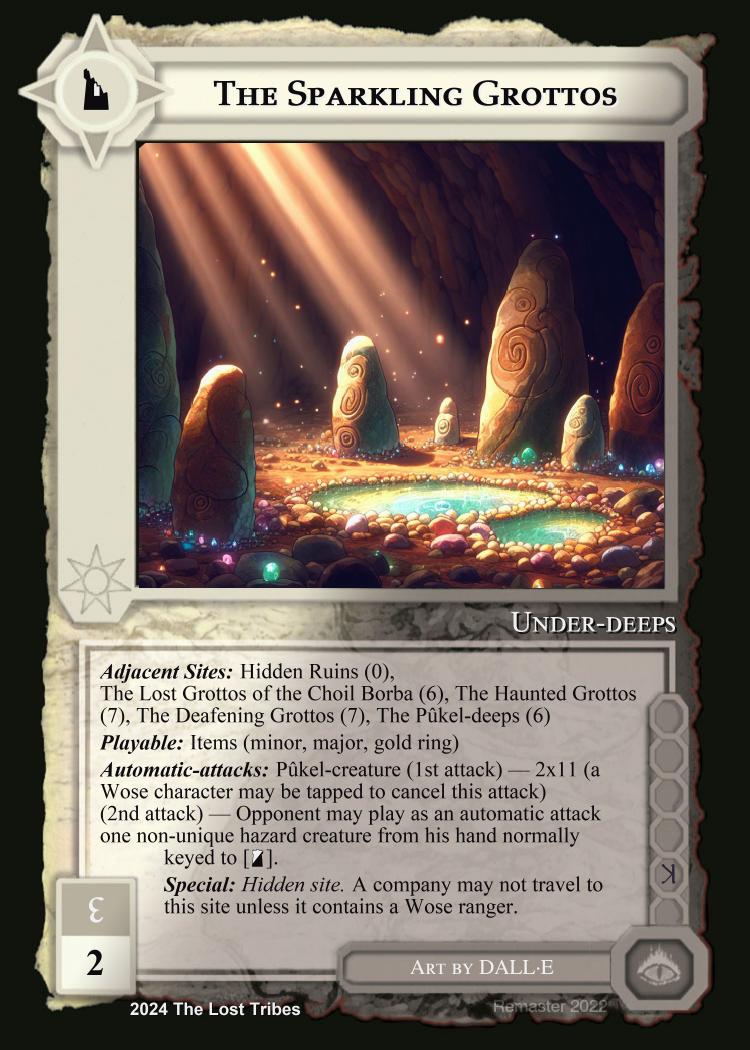 The Sparkling Grottos
Under-deeps
Adjacent Sites: Hidden Ruins (0),
The Lost Grottos of the Choil Borba (6), The Haunted Grottos
(7), The Deafening Grottos (7), The Pûkel-deeps (6)
Playable: Items (minor, major, gold ring)
Automatic-attacks: Pûkel-creature (1st attack) — 2x11 (a
Wose character may be tapped to cancel this attack)
(2nd attack) — Opponent may play as an automatic attack
one non-unique hazard creature from his hand normally
keyed to [ ].
Special: Hidden site. A company may not travel to
this site unless it contains a Wose ranger.
2
Art by DALL·E
2024 The Lost Tribes
Remaster 2022